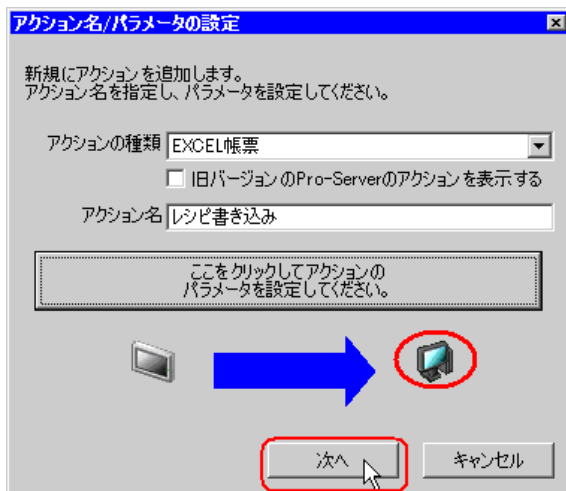 アクション名/パラメータの設定
新規にアクションを追加します。
アクション名を指定し、パラメータを設定してください。
アクションの種類 EXCEL帳票
旧バージョンのPro-Serverのアクションを表示する
アクション名 レシピ書き込み
ここをクリックしてアクションの
パラメータを設定してください。
次へ キャンセル